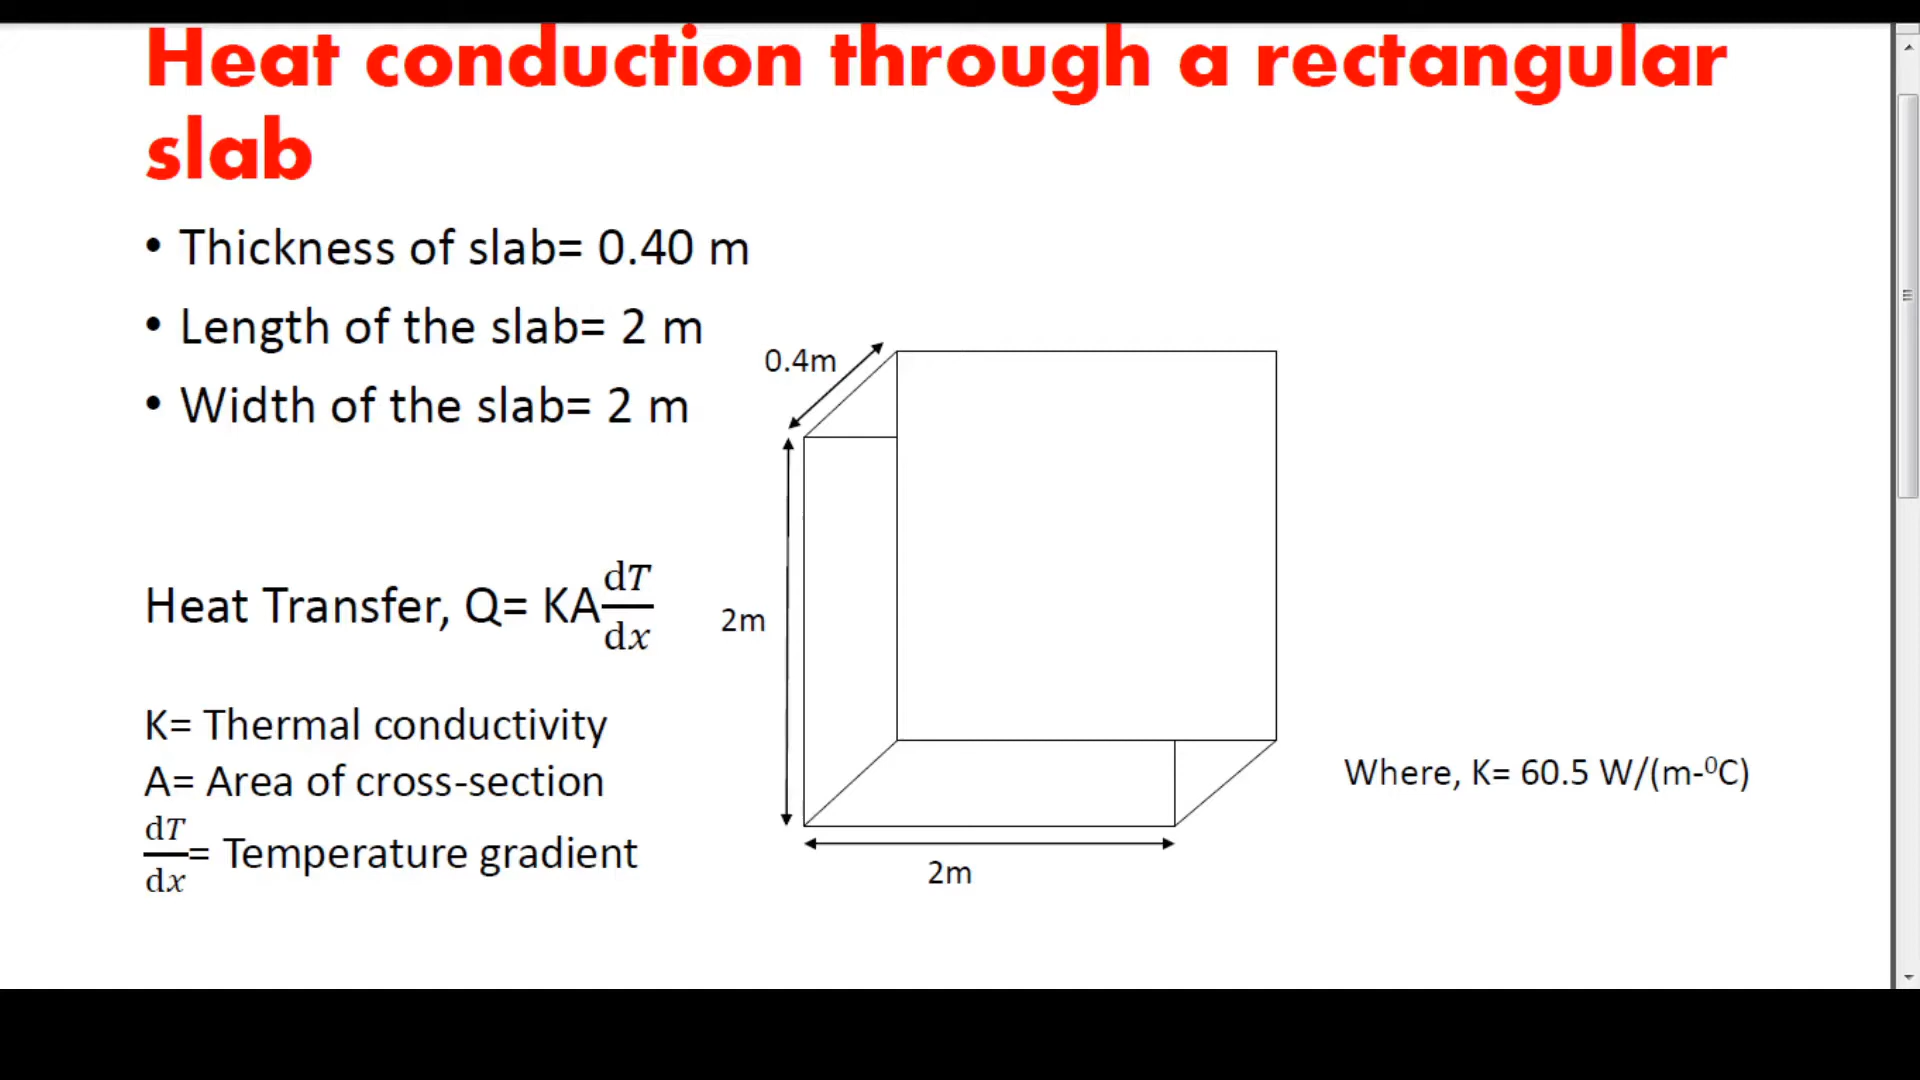 Heat conduction through a rectangular
slab
• Thickness of slab= 0.40 m
• Length of the slab= 2 m
• Width of the slab= 2 m
0.4m
2m
2m
Heat Transfer, Q= KA dT/dx
K= Thermal conductivity
A= Area of cross-section
dT/dx = Temperature gradient
Where, K= 60.5 W/(m-⁰C)